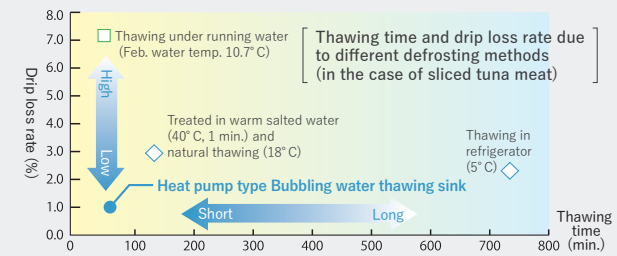 Thawing time and drip loss rate due
to different defrosting methods
(in the case of sliced tuna meat)
Drip loss rate (%)
8.0
7.0
6.0
5.0
4.0
3.0
2.0
1.0
0.0
Thawing under running water
(Feb. water temp. 10.7°C)
High
Low
Treated in warm salted water
(40°C, 1 min.) and
natural thawing (18°C)
Thawing in
refrigerator
(5°C)
Heat pump type Bubbling water thawing sink
Short
Long
0
100
200
300
400
500
600
700
800
Thawing
time
(min.)